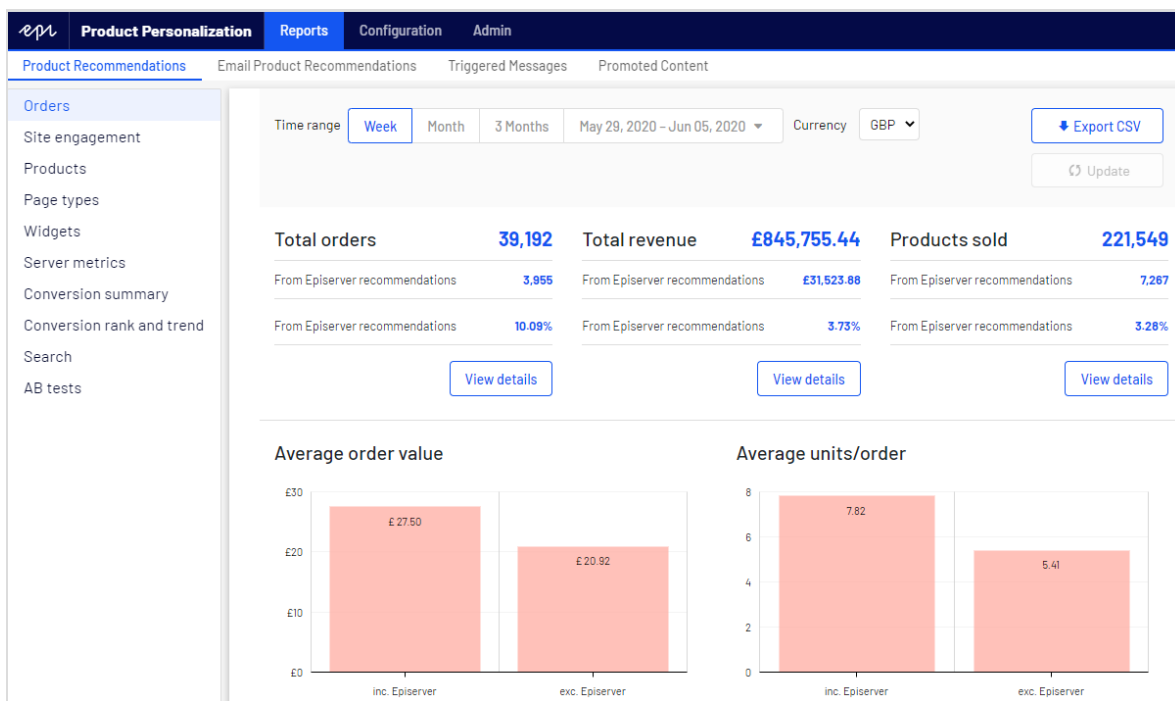 epi Product Personalization Reports Configuration Admin
Product Recommendations Email Product Recommendations Triggered Messages Promoted Content
Orders
Site engagement
Products
Page types
Widgets
Server metrics
Conversion summary
Conversion rank and trend
Search
AB tests
Time range Week Month 3 Months May 29, 2020 – Jun 05, 2020 Currency GBP Export CSV
Update
Total orders 39,192 Total revenue £845,755.44 Products sold 221,549
From Episerver recommendations 3,955 From Episerver recommendations £31,523.88 From Episerver recommendations 7,267
From Episerver recommendations 10.09% From Episerver recommendations 3.73% From Episerver recommendations 3.28%
View details View details View details
Average order value Average units/order
£30 8
£ 27.50 7.82
£20 6
£ 20.92 5.41
4
£10
2
£0 0
inc. Episerver exc. Episerver inc. Episerver exc. Episerver